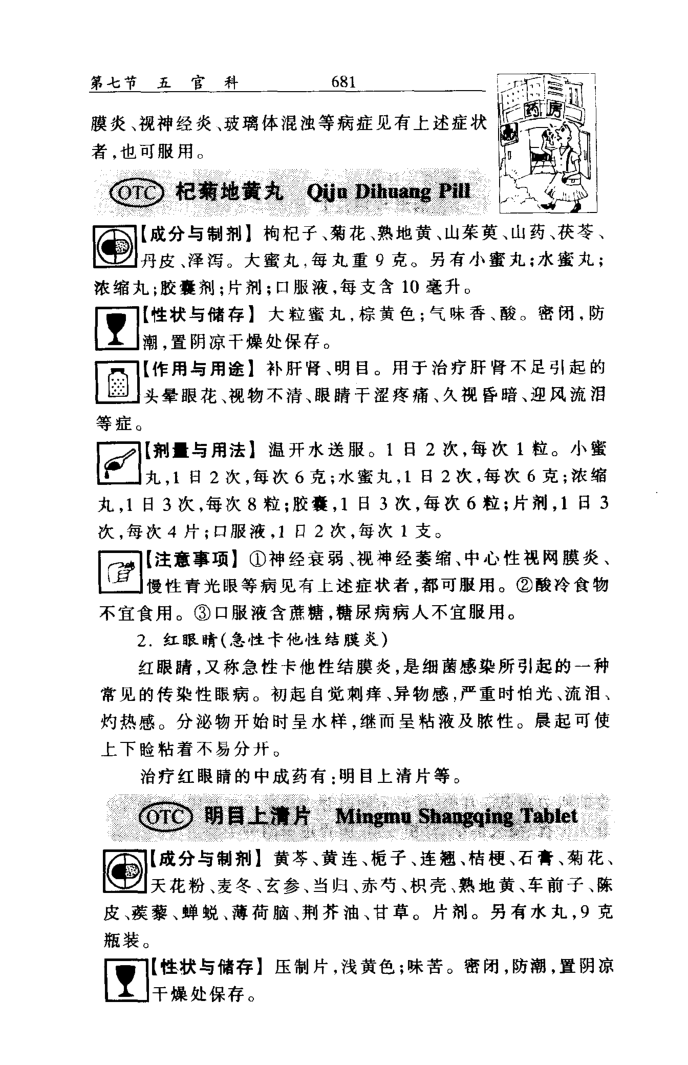 第七节 五官科 681
药房
膜炎、视神经炎、玻璃体混浊等病症见有上述症状
者,也可服用。
OTC 杞菊地黄丸 Qiju Dihuang Pill
【成分与制剂】枸杞子、菊花、熟地黄、山茱萸、山药、茯苓、
丹皮、泽泻。大蜜丸,每丸重9克。另有小蜜丸;水蜜丸;
浓缩丸;胶囊剂;片剂;口服液,每支含10毫升。
【性状与储存】大粒蜜丸,棕黄色;气味香、酸。密闭,防
潮,置阴凉干燥处保存。
【作用与用途】补肝肾、明目。用于治疗肝肾不足引起的
头晕眼花、视物不清、眼睛干涩疼痛、久视昏暗、迎风流泪
等症。
【剂量与用法】温开水送服。1日2次,每次1粒。小蜜
丸,1日2次,每次6克;水蜜丸,1日2次,每次6克;浓缩
丸,1日3次,每次8粒;胶囊,1日3次,每次6粒;片剂,1日3
次,每次4片;口服液,1日2次,每次1支。
【注意事项】①神经衰弱、视神经萎缩、中心性视网膜炎、
慢性青光眼等病见有上述症状者,都可服用。②酸冷食物
不宜食用。③口服液含蔗糖,糖尿病病人不宜服用。
2. 红眼睛(急性卡他性结膜炎)
红眼睛,又称急性卡他性结膜炎,是细菌感染所引起的一种
常见的传染性眼病。初起自觉刺痒、异物感,严重时怕光、流泪、
灼热感。分泌物开始时呈水样,继而呈粘液及脓性。晨起可使
上下睑粘着不易分开。
治疗红眼睛的中成药有:明目上清片等。
OTC 明目上清片 Mingmu Shangqing Tablet
【成分与制剂】黄芩、黄连、栀子、连翘、桔梗、石膏、菊花、
天花粉、麦冬、玄参、当归、赤芍、枳壳、熟地黄、车前子、陈
皮、蒺藜、蝉蜕、薄荷脑、荆芥油、甘草。片剂。另有水丸,9克
瓶装。
【性状与储存】压制片,浅黄色;味苦。密闭,防潮,置阴凉
干燥处保存。